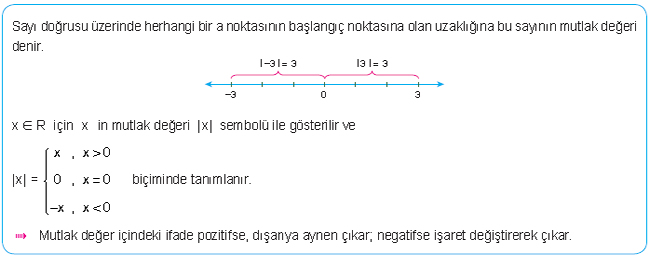 Sayı doğrusu üzerinde herhangi bir a noktasının başlangıç noktasına olan uzaklığına bu sayının mutlak değeri
denir.
|–3| = 3 |3| = 3
–3 0 3
x ∈ R için x in mutlak değeri |x| sembolü ile gösterilir ve
x , x > 0
|x| = 0 , x = 0 biçiminde tanımlanır.
–x , x < 0
⇒ Mutlak değer içindeki ifade pozitifse, dışarıya aynen çıkar; negatifse işaret değiştirerek çıkar.